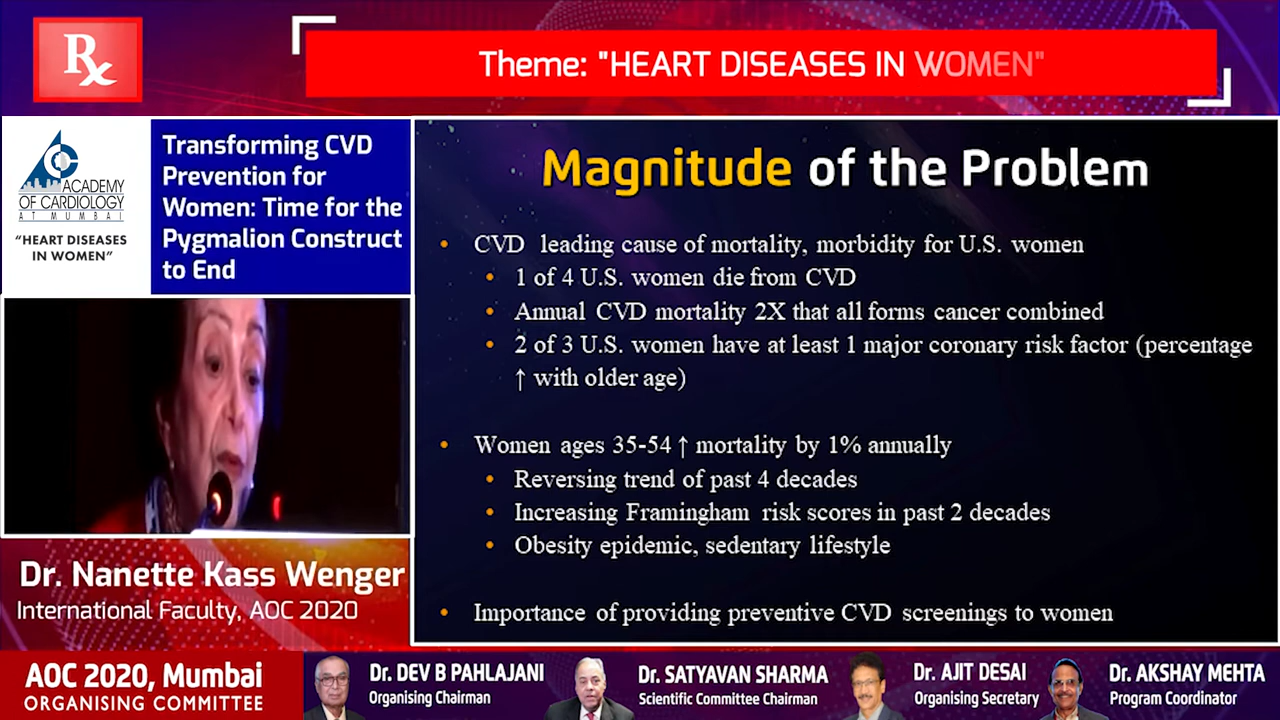 Rx
Theme: "HEART DISEASES IN WOMEN"
ACADEMY
OF CARDIOLOGY
AT MUMBAI
"HEART DISEASES
IN WOMEN"
Transforming CVD
Prevention for
Women: Time for the
Pygmalion Construct
to End
Magnitude of the Problem
• CVD leading cause of mortality, morbidity for U.S. women
• 1 of 4 U.S. women die from CVD
• Annual CVD mortality 2X that all forms cancer combined
• 2 of 3 U.S. women have at least 1 major coronary risk factor (percentage
↑ with older age)
• Women ages 35-54 ↑ mortality by 1% annually
• Reversing trend of past 4 decades
• Increasing Framingham risk scores in past 2 decades
• Obesity epidemic, sedentary lifestyle
• Importance of providing preventive CVD screenings to women
Dr. Nanette Kass Wenger
International Faculty, AOC 2020
AOC 2020, Mumbai
ORGANISING COMMITTEE
Dr. DEV B PAHLAJANI
Organising Chairman
Dr. SATYAVAN SHARMA
Scientific Committee Chairman
Dr. AJIT DESAI
Organising Secretary
Dr. AKSHAY MEHTA
Program Coordinator